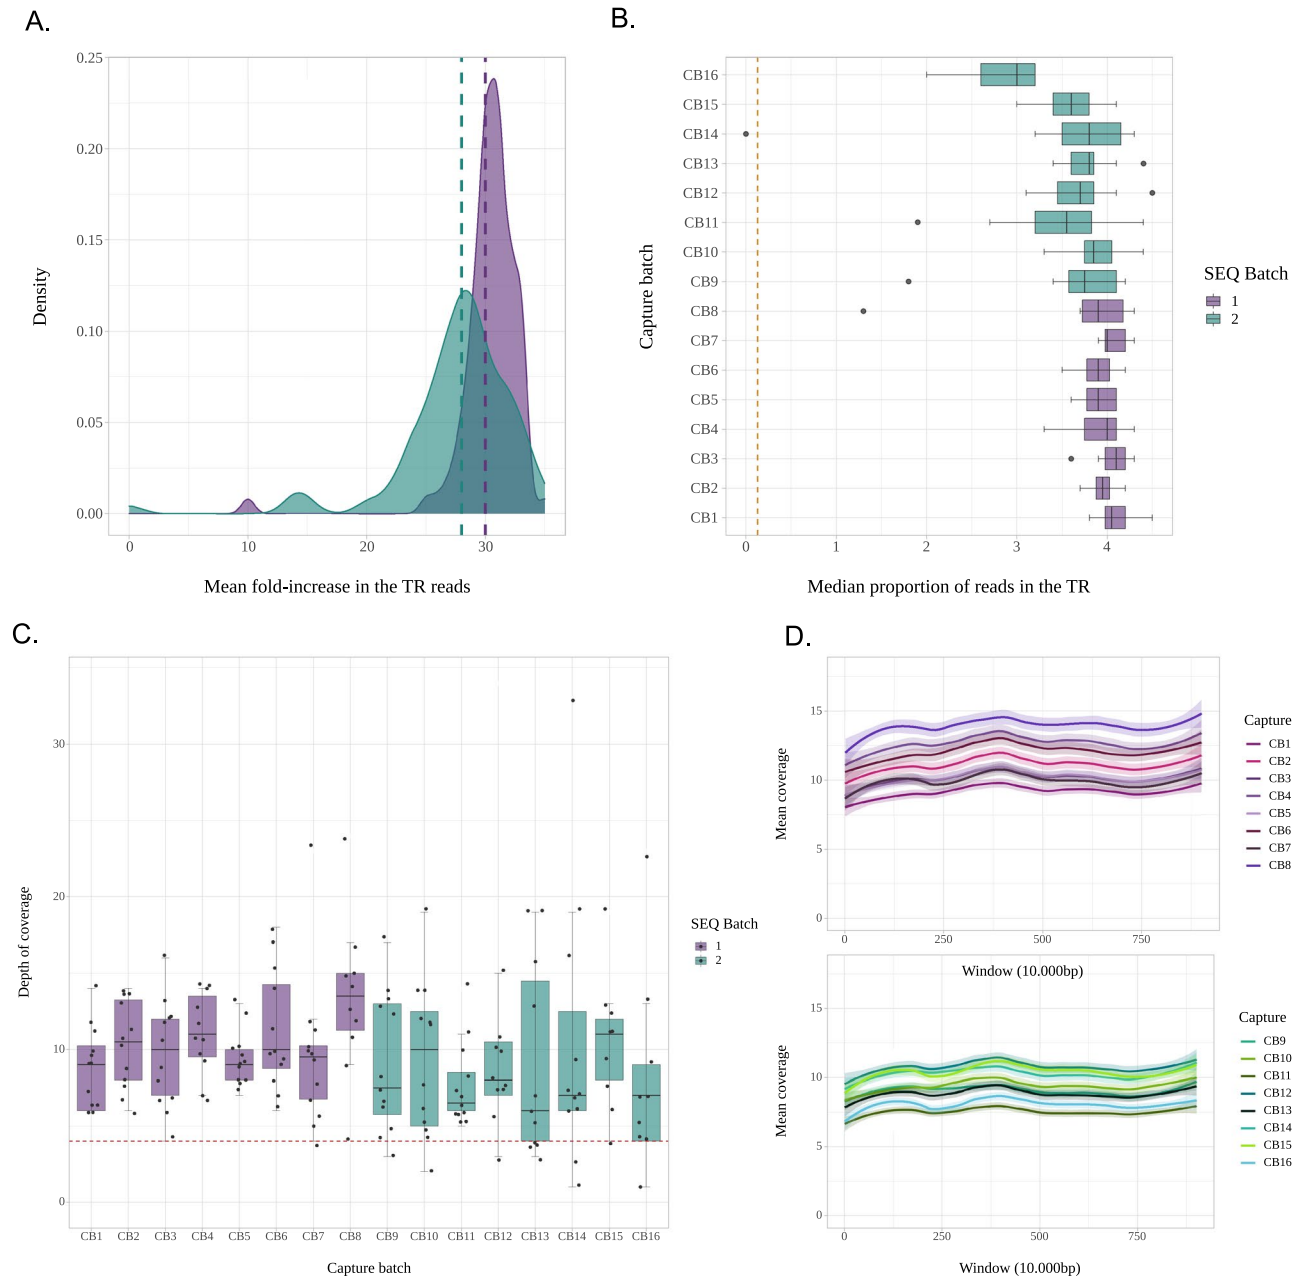 A.
0.25
0.20
0.15
0.10
0.05
0.00
Density
0 10 20 30
Mean fold-increase in the TR reads
B.
CB16
CB15
CB14
CB13
CB12
CB11
CB10
CB9
CB8
CB7
CB6
CB5
CB4
CB3
CB2
CB1
Capture batch
0 1 2 3 4
Median proportion of reads in the TR
SEQ Batch
1
2
C.
30
20
10
0
Depth of coverage
CB1 CB2 CB3 CB4 CB5 CB6 CB7 CB8 CB9 CB10 CB11 CB12 CB13 CB14 CB15 CB16
Capture batch
SEQ Batch
1
2
D.
15
10
5
0
Mean coverage
0 250 500 750
Window (10.000bp)
Capture
CB1
CB2
CB3
CB4
CB5
CB6
CB7
CB8
15
10
5
0
Mean coverage
0 250 500 750
Window (10.000bp)
Capture
CB9
CB10
CB11
CB12
CB13
CB14
CB15
CB16